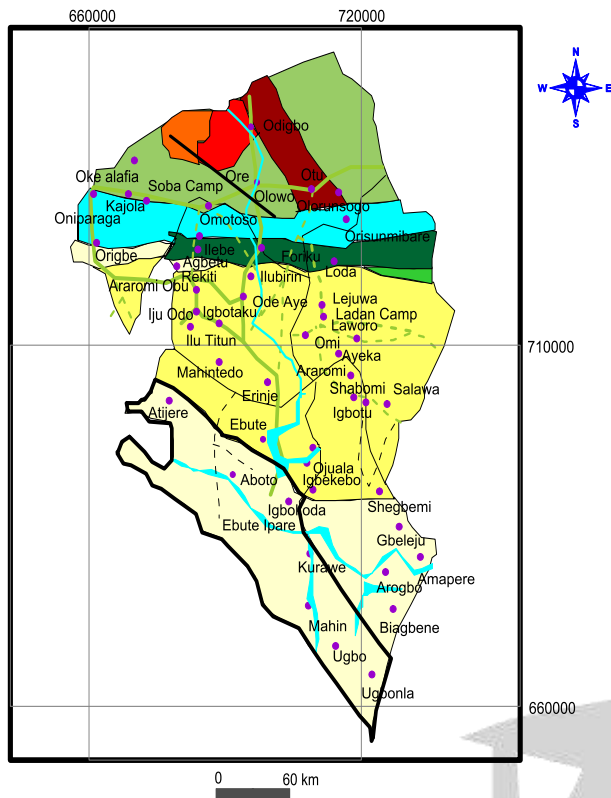 660000 720000
N
W E
S
Odigbo
Oke alafia
Ore
Otu
Soba Camp
Olowo
Kajola
Olorunsogo
Oniparaga
Omotoso
Orisunmibare
Origbe
Ilebe
Foriku
Agbetu
Loda
Rekiti
Ilubirin
Araromi Obu
Ode Aye
Lejuwa
Iju Odo
Igbotaku
Ladan Camp
Laworo
Ilu Titun
Omi
710000
Ayeka
Mahintedo
Araromi
Erinje
Shabomi
Salawa
Atijere
Igbotu
Ebute
Ojuala
Aboto
Igbekebo
Igbokoda
Shegbemi
Ebute Ipare
Gbeleju
Kurawe
Amapere
Arogbo
Mahin
Biagbene
Ugbo
Ugbonla
660000
0 60 km